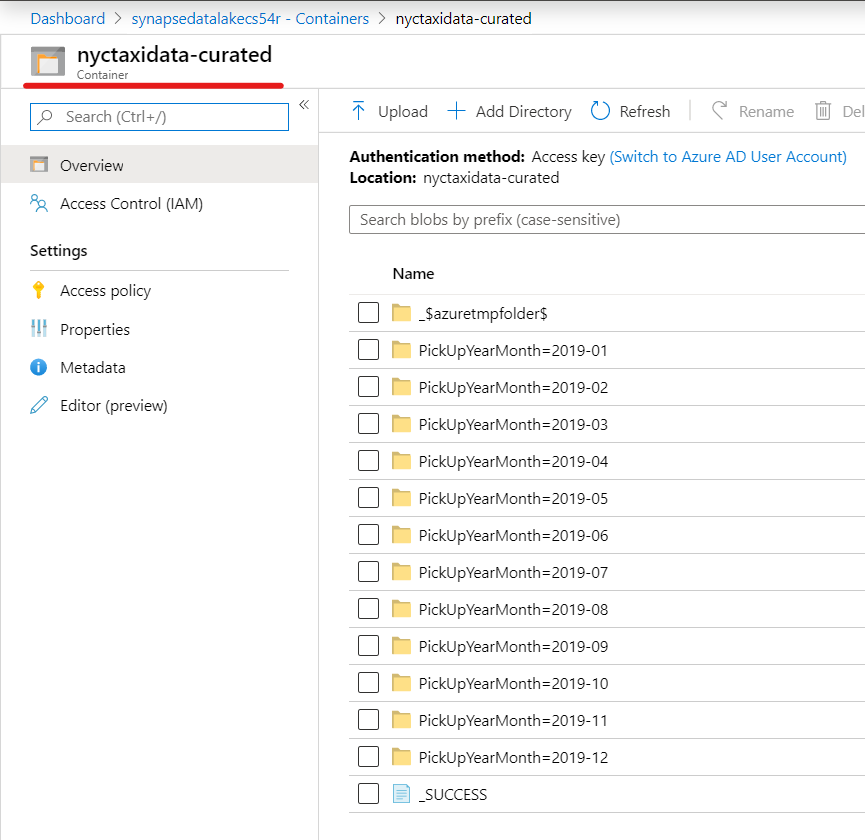 Dashboard > synapsedatalakecs54r - Containers > nyctaxidata-curated
nyctaxidata-curated
Container
Search (Ctrl+/)
«
Overview
Access Control (IAM)
Settings
Access policy
Properties
Metadata
Editor (preview)
Upload Add Directory Refresh Rename Del
Authentication method: Access key (Switch to Azure AD User Account)
Location: nyctaxidata-curated
Search blobs by prefix (case-sensitive)
Name
_$azuretmpfolder$
PickUpYearMonth=2019-01
PickUpYearMonth=2019-02
PickUpYearMonth=2019-03
PickUpYearMonth=2019-04
PickUpYearMonth=2019-05
PickUpYearMonth=2019-06
PickUpYearMonth=2019-07
PickUpYearMonth=2019-08
PickUpYearMonth=2019-09
PickUpYearMonth=2019-10
PickUpYearMonth=2019-11
PickUpYearMonth=2019-12
_SUCCESS